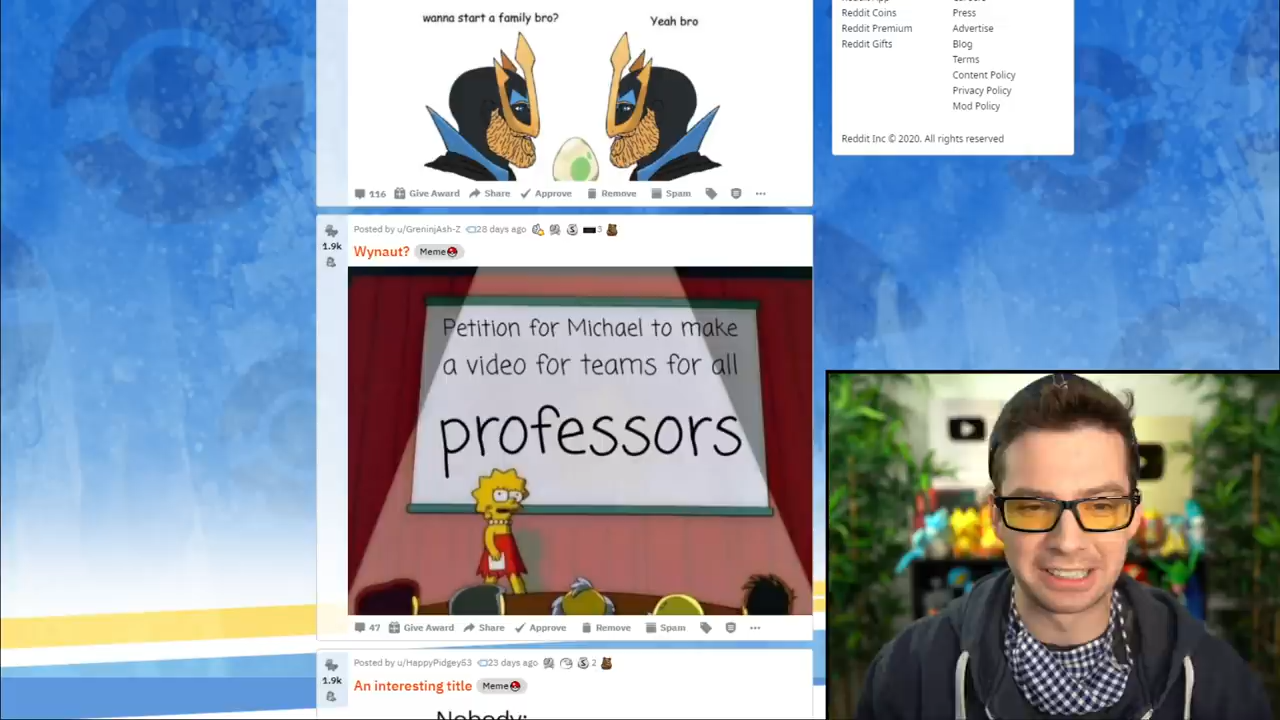 wanna start a family bro?
Yeah bro
116 Give Award Share Approve Remove Spam
Posted by u/GreninjAsh-Z 28 days ago 3
1.9k
Wynaut? Meme
Petition for Michael to make
a video for teams for all
professors
47 Give Award Share Approve Remove Spam
Posted by u/HappyPidgey53 23 days ago 2
1.9k
An interesting title Meme
Nobody:
Reddit Coins
Reddit Premium
Reddit Gifts
Press
Advertise
Blog
Terms
Content Policy
Privacy Policy
Mod Policy
Reddit Inc © 2020. All rights reserved